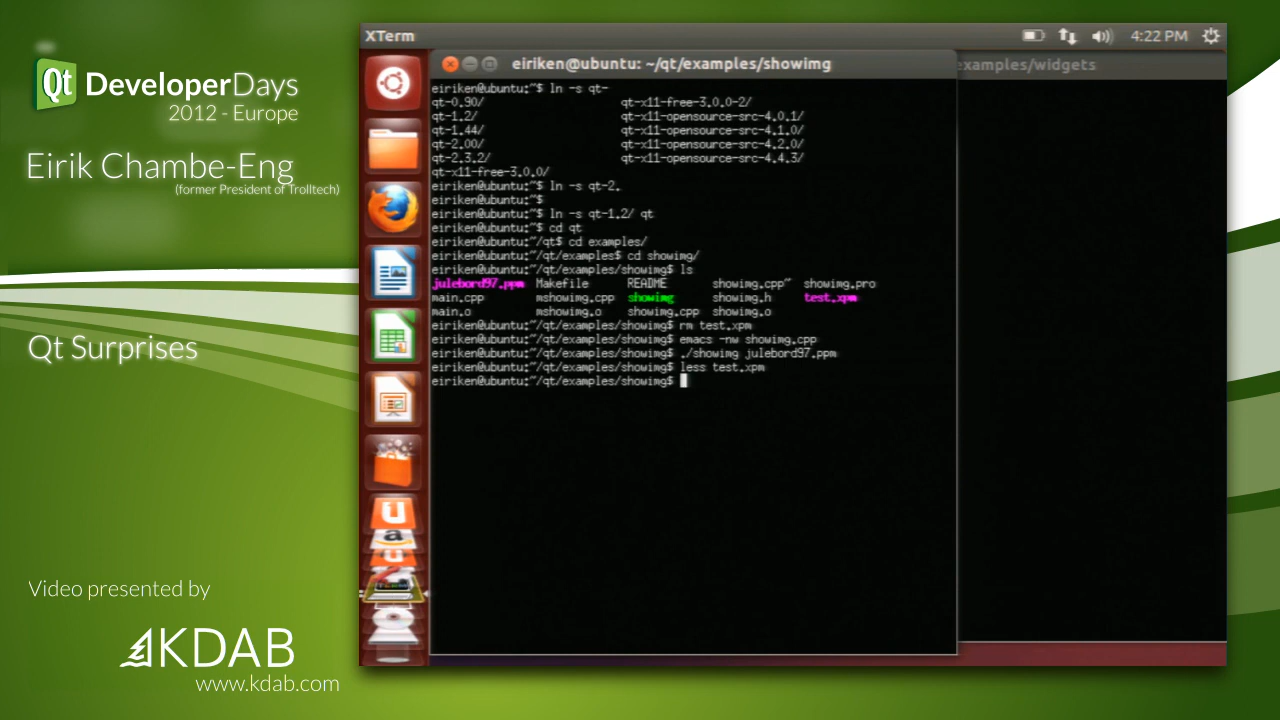 Qt DeveloperDays
2012 - Europe
Eirik Chambe-Eng
(former President of Trolltech)
Qt Surprises
Video presented by
KDAB
www.kdab.com
XTerm
4:22 PM
eiriken@ubuntu: ~/qt/examples/showimg
examples/widgets
eiriken@ubuntu:~$ ln -s qt-
qt-0.90/ qt-x11-free-3.0.0-2/
qt-1.2/ qt-x11-opensource-src-4.0.1/
qt-1.44/ qt-x11-opensource-src-4.1.0/
qt-2.00/ qt-x11-opensource-src-4.2.0/
qt-2.3.2/ qt-x11-opensource-src-4.4.3/
qt-x11-free-3.0.0/
eiriken@ubuntu:~$ ln -s qt-2.
eiriken@ubuntu:~$
eiriken@ubuntu:~$ ln -s qt-1.2/ qt
eiriken@ubuntu:~$ cd qt
eiriken@ubuntu:~/qt$ cd examples/
eiriken@ubuntu:~/qt/examples$ cd showimg/
eiriken@ubuntu:~/qt/examples/showimg$ ls
julebord97.ppm Makefile README showimg.cpp~ showimg.pro
main.cpp mshowimg.cpp showimg showimg.h test.xpm
main.o mshowimg.o showimg.cpp showimg.o
eiriken@ubuntu:~/qt/examples/showimg$ rm test.xpm
eiriken@ubuntu:~/qt/examples/showimg$ emacs -nw showimg.cpp
eiriken@ubuntu:~/qt/examples/showimg$ ./showimg julebord97.ppm
eiriken@ubuntu:~/qt/examples/showimg$ less test.xpm
eiriken@ubuntu:~/qt/examples/showimg$